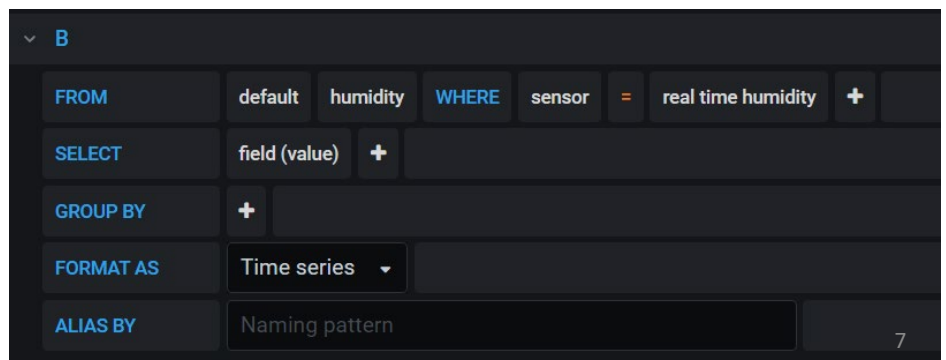 B
FROM default humidity WHERE sensor = real time humidity +
SELECT field (value) +
GROUP BY +
FORMAT AS Time series
ALIAS BY Naming pattern
7